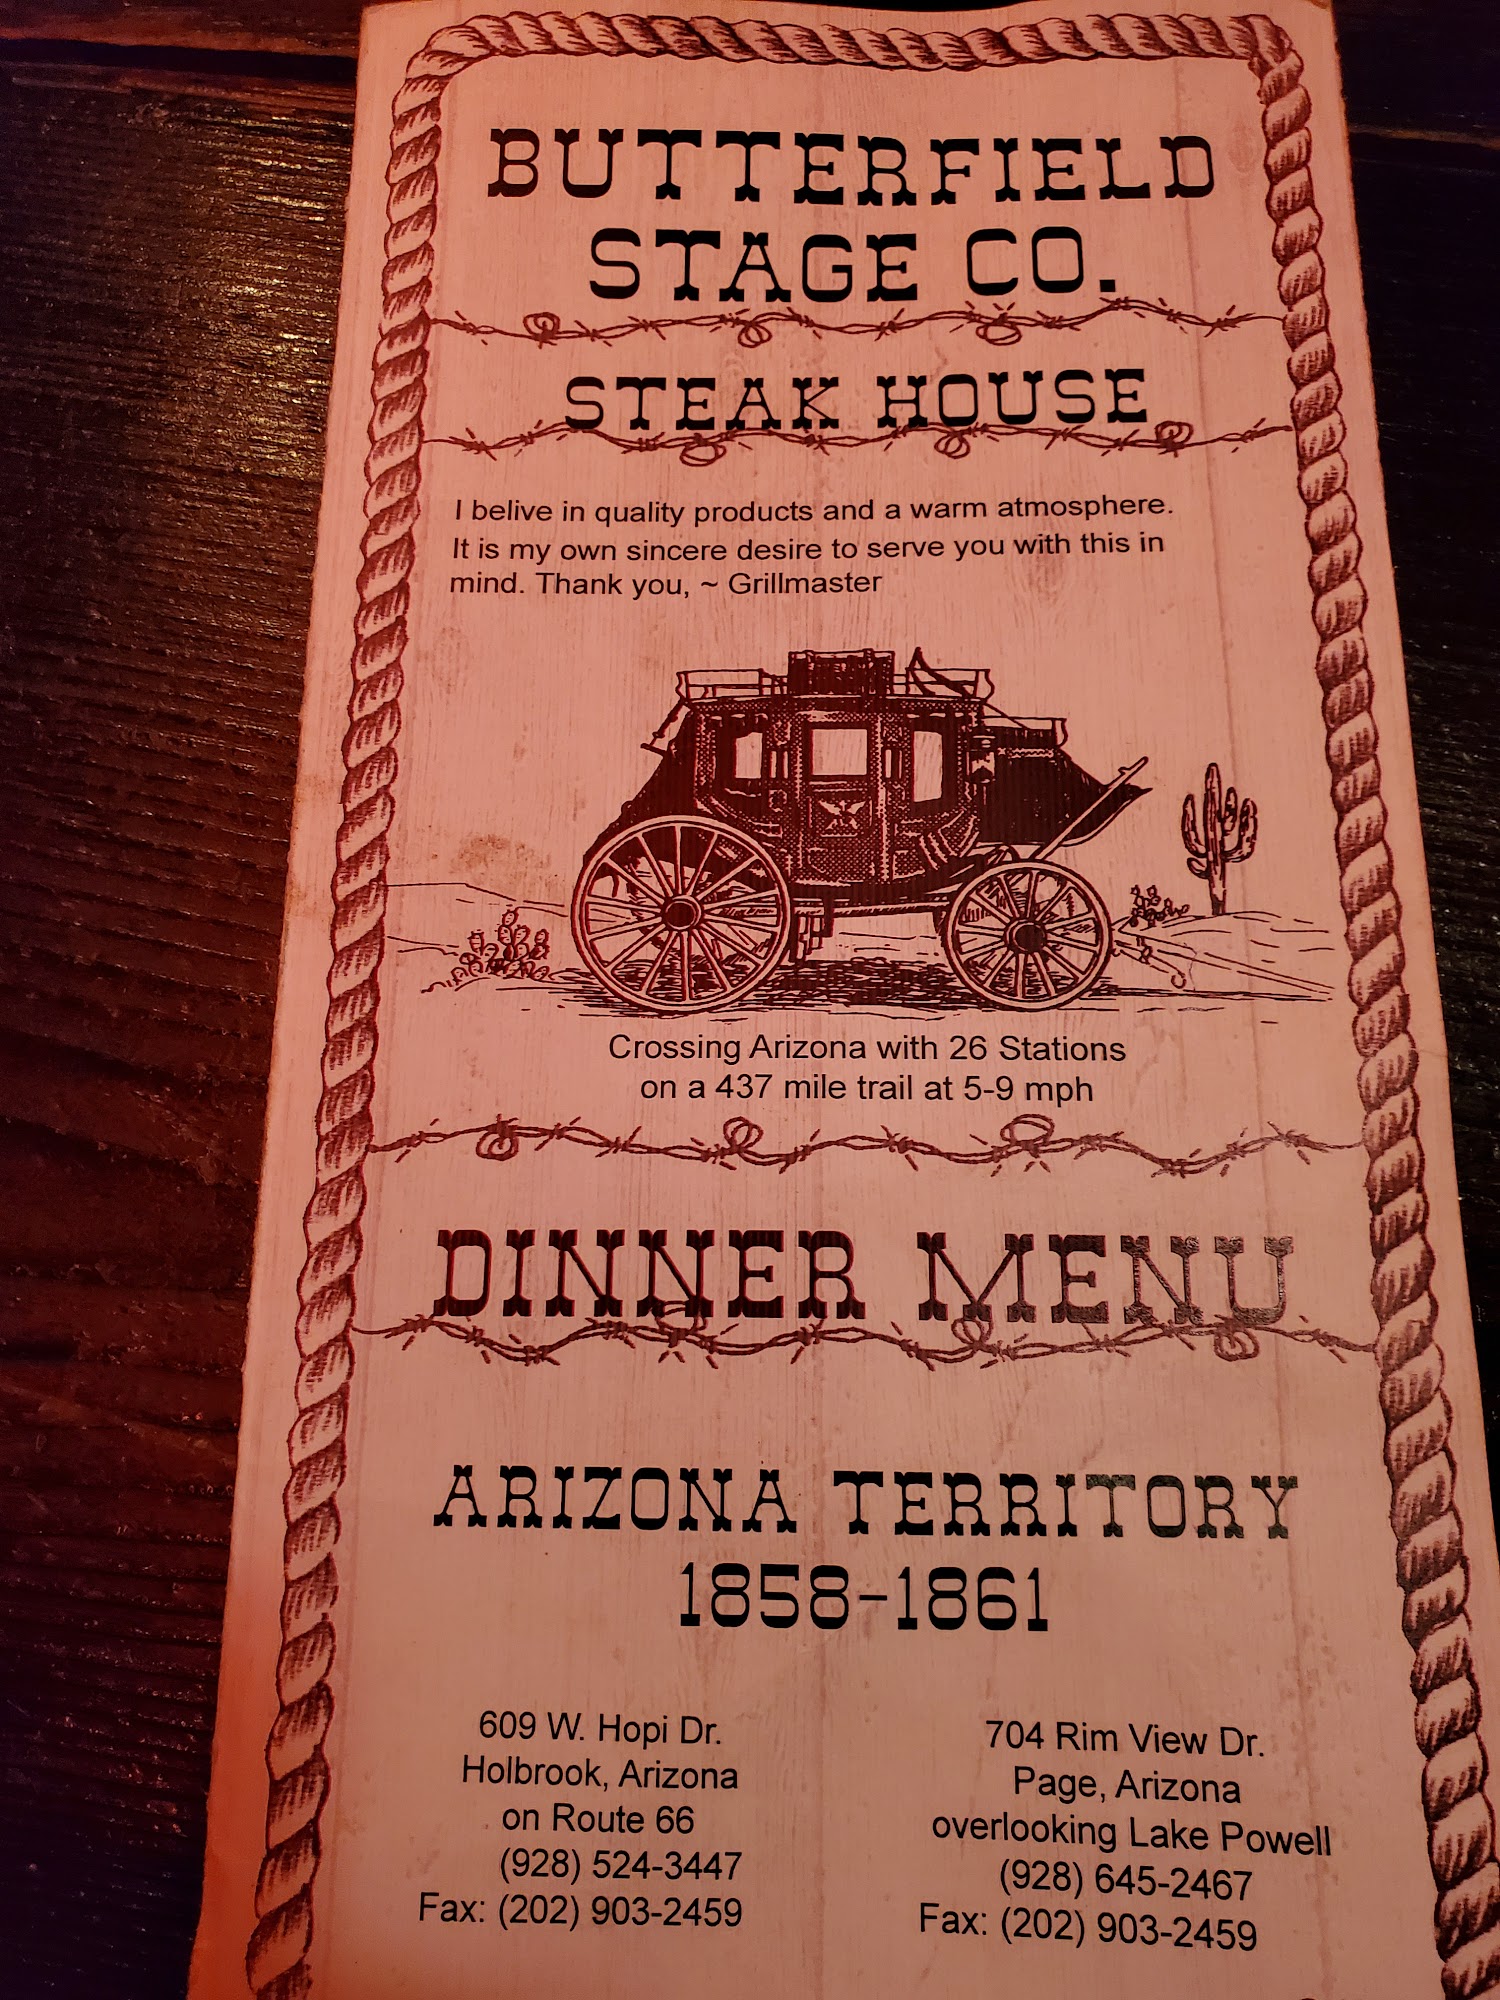 BUTTERFIELD
STAGE CO.
STEAK HOUSE
I belive in quality products and a warm atmosphere.
It is my own sincere desire to serve you with this in
mind. Thank you, ~ Grillmaster
Crossing Arizona with 26 Stations
on a 437 mile trail at 5-9 mph
DINNER MENU
ARIZONA TERRITORY
1858-1861
609 W. Hopi Dr.
Holbrook, Arizona
on Route 66
(928) 524-3447
Fax: (202) 903-2459
704 Rim View Dr.
Page, Arizona
overlooking Lake Powell
(928) 645-2467
Fax: (202) 903-2459